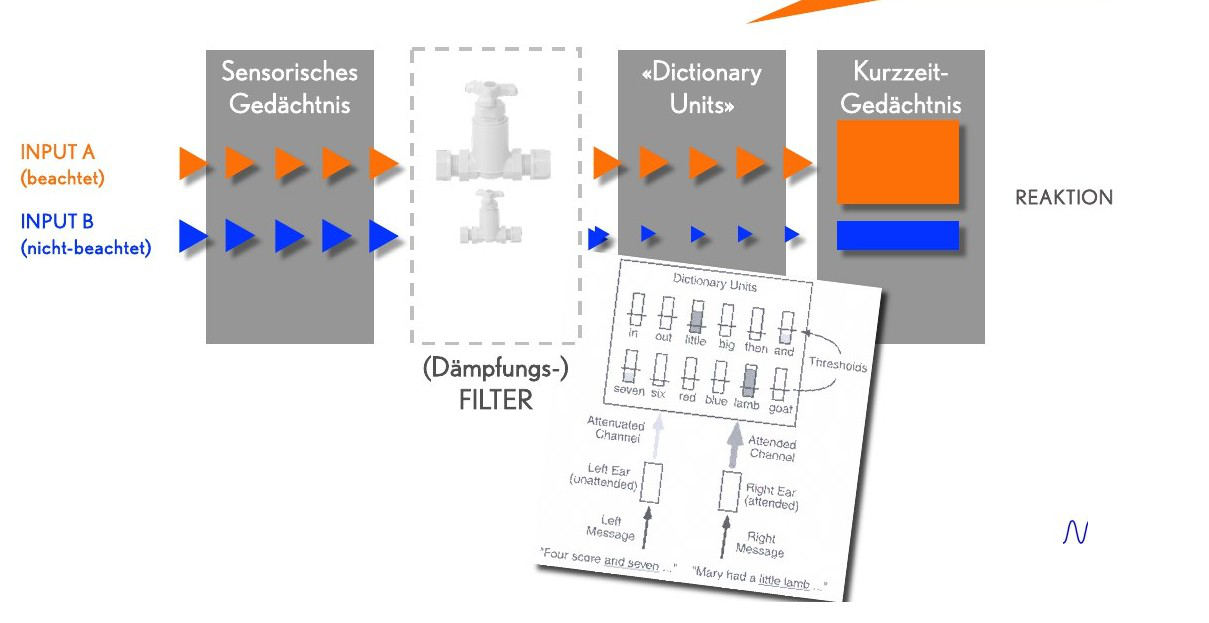 Sensorisches
Gedächtnis
«Dictionary
Units»
Kurzzeit-
Gedächtnis
INPUT A
(beachtet)
INPUT B
(nicht-beachtet)
REAKTION
(Dämpfungs-)
FILTER
Dictionary Units
in out little big then and
Thresholds
seven six red blue lamb goat
Attenuated
Channel
Attended
Channel
Left Ear
(unattended)
Right Ear
(attended)
Left
Message
Right
Message
"Four score and seven ..." "Mary had a little lamb ..."